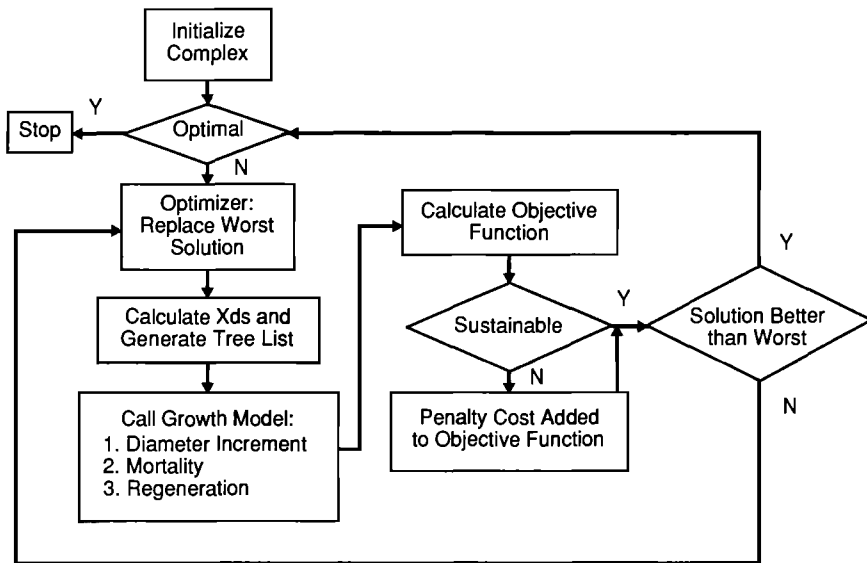 Initialize
Complex
Y
Stop
Optimal
N
Optimizer:
Replace Worst
Solution
Calculate Xds and
Generate Tree List
Call Growth Model:
1. Diameter Increment
2. Mortality
3. Regeneration
Calculate Objective
Function
Sustainable
Y
N
Penalty Cost Added
to Objective Function
Y
Solution Better
than Worst
N